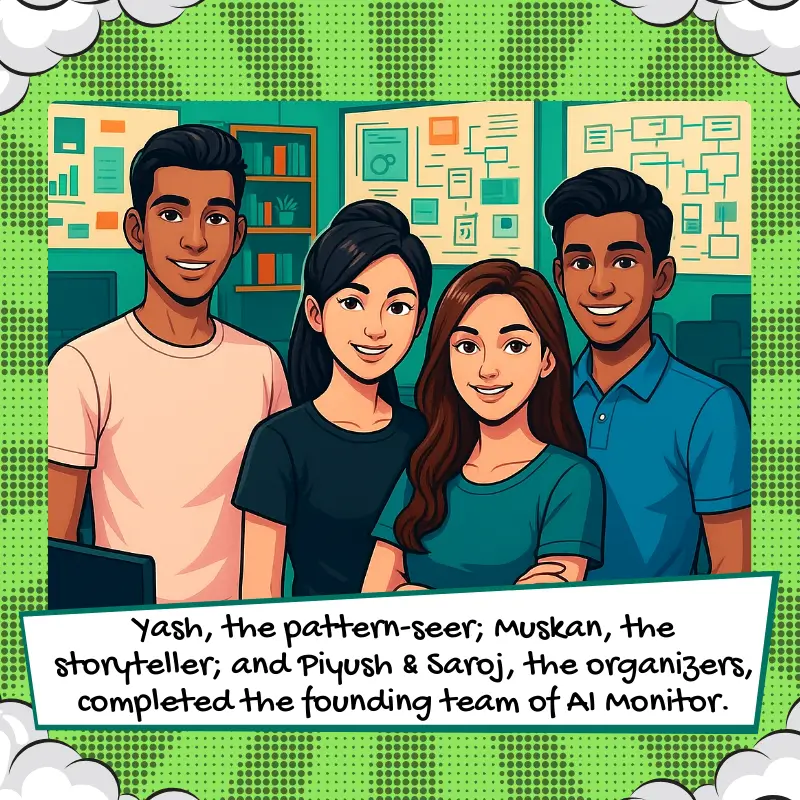 Yash, the pattern-seer; Muskan, the
storyteller; and Piyush & Saroj, the organizers,
completed the founding team of AI Monitor.